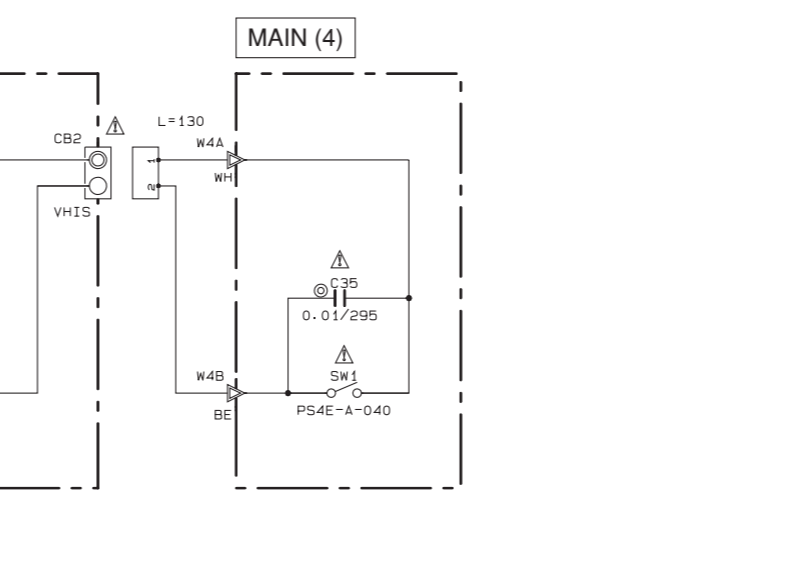 MAIN (4)
L=130
CB2
W4A
1
WH
2
VHIS
C35
0.01/295
W4B
SW1
BE
PS4E-A-040